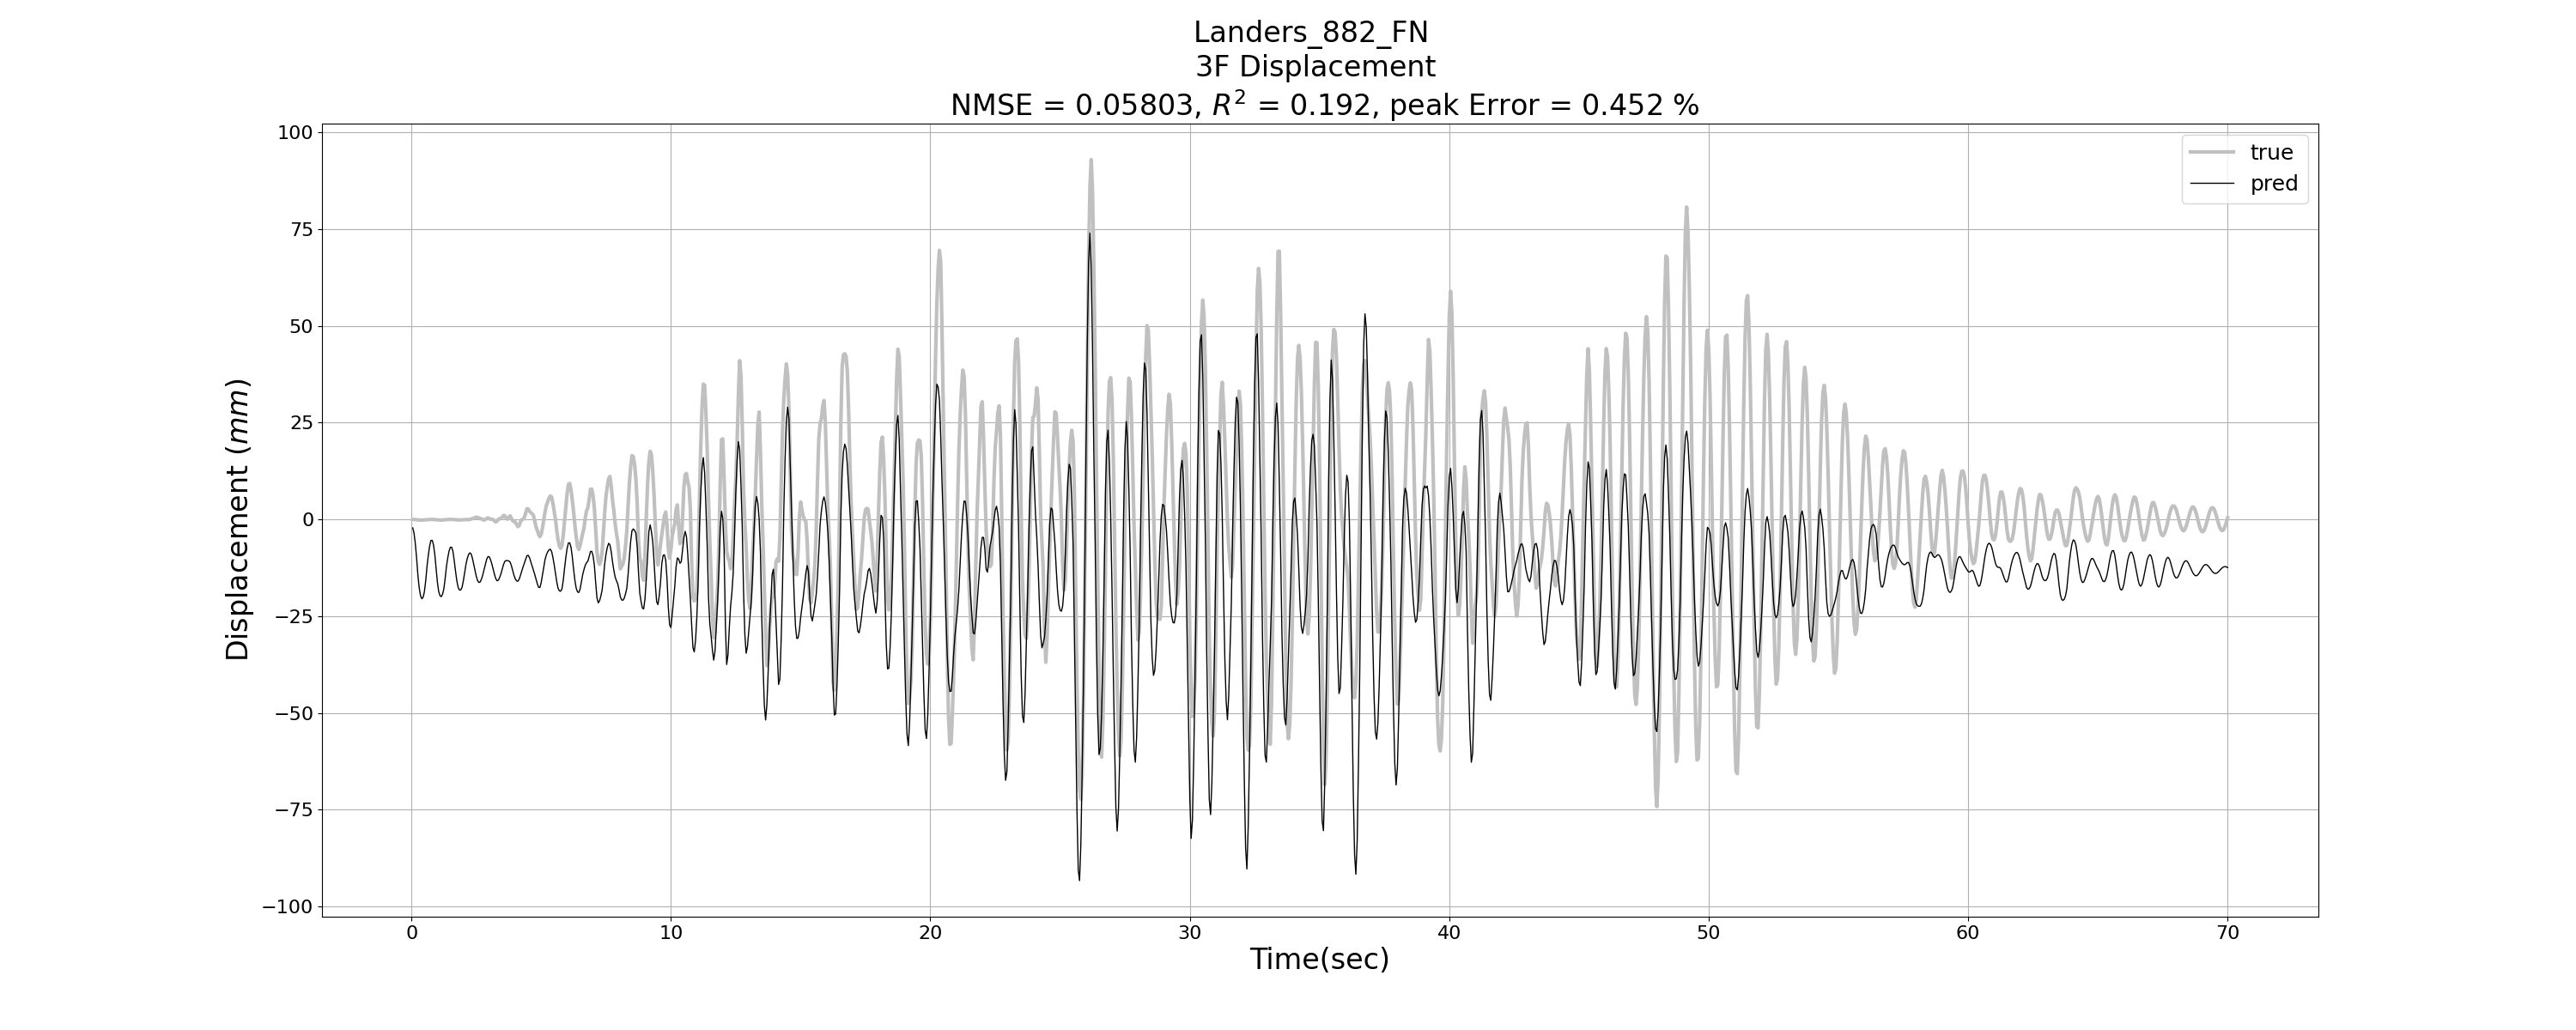 Landers_882_FN
3F Displacement
NMSE = 0.05803, R² = 0.192, peak Error = 0.452 %
true
pred
Displacement (mm)
100
75
50
25
0
−25
−50
−75
−100
0 10 20 30 40 50 60 70
Time(sec)